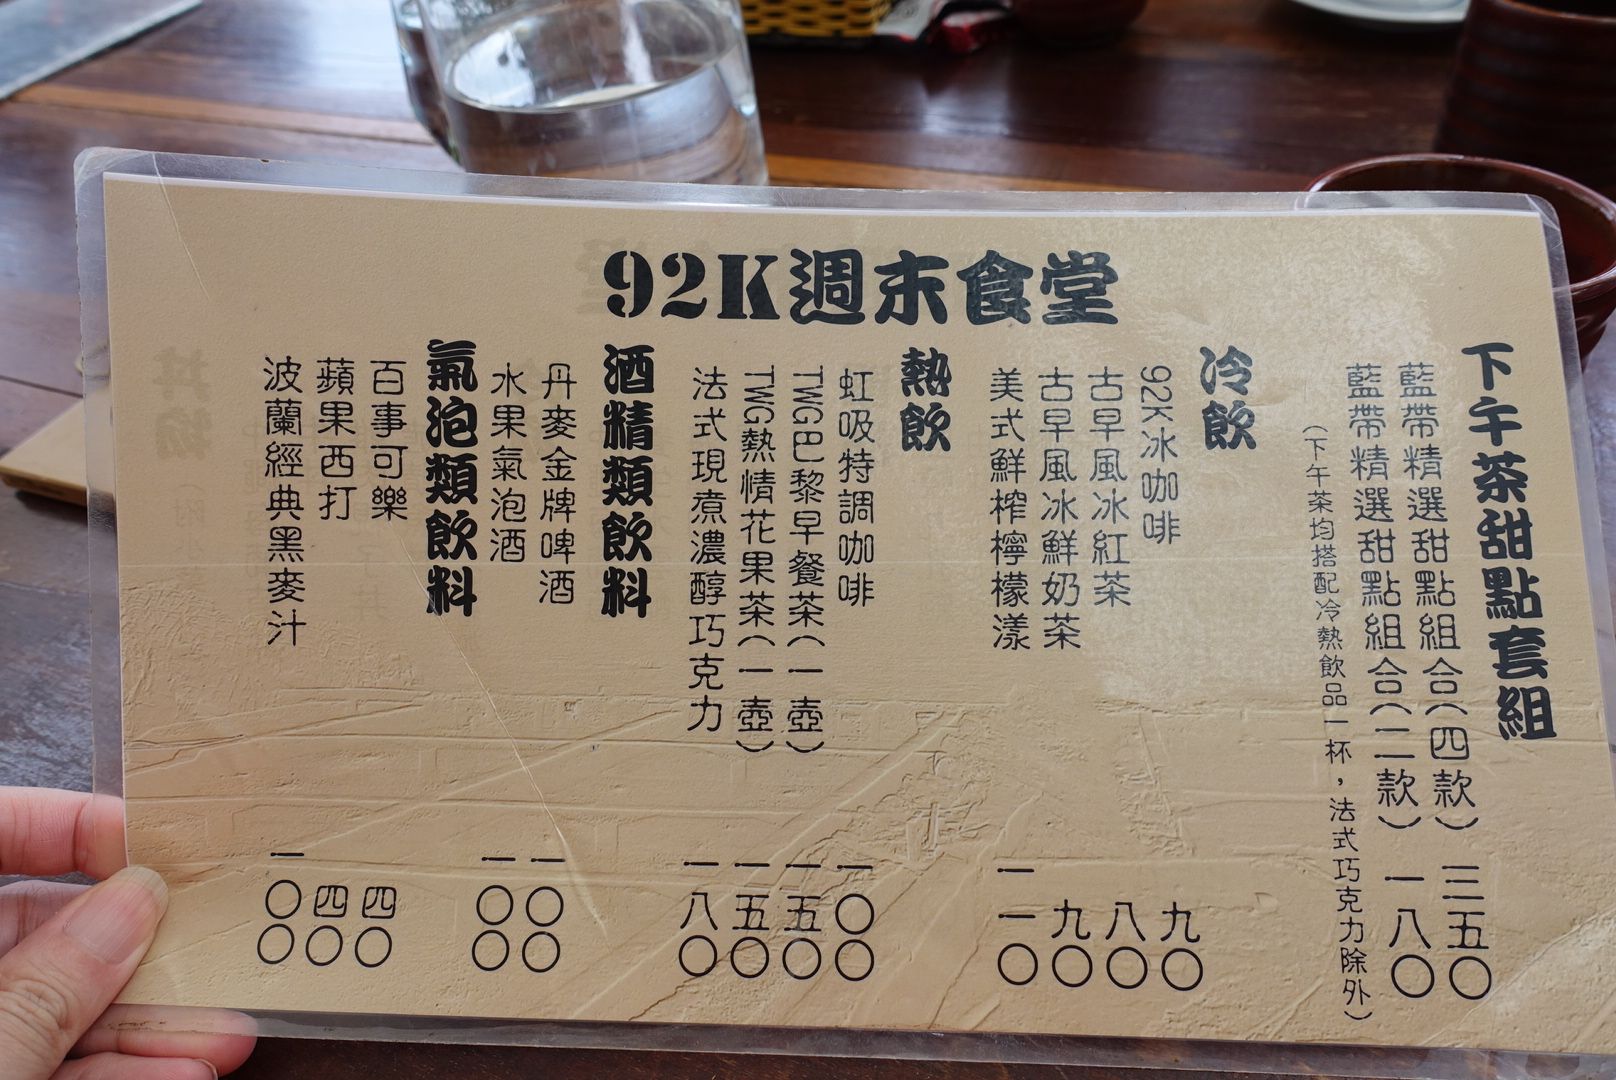 92K週末食堂
下午茶甜點套組
藍帶精選甜點組合(四款) 三五〇
藍帶精選甜點組合(二款) 一八〇
(下午茶均搭配冷熱飲品一杯，法式巧克力除外)
冷飲
92K冰咖啡 九〇
古早風冰紅茶 八〇
古早風冰鮮奶茶 九〇
美式鮮榨檸檬漾 一一〇
熱飲
虹吸特調咖啡 一〇〇
TWG巴黎早餐茶(一壺) 一五〇
TWG熱情花果茶(一壺) 一五〇
法式現煮濃醇巧克力 一八〇
酒精類飲料
丹麥金牌啤酒 一〇〇
水果氣泡酒 一〇〇
氣泡類飲料
百事可樂 四〇
蘋果西打 四〇
波蘭經典黑麥汁 一〇〇